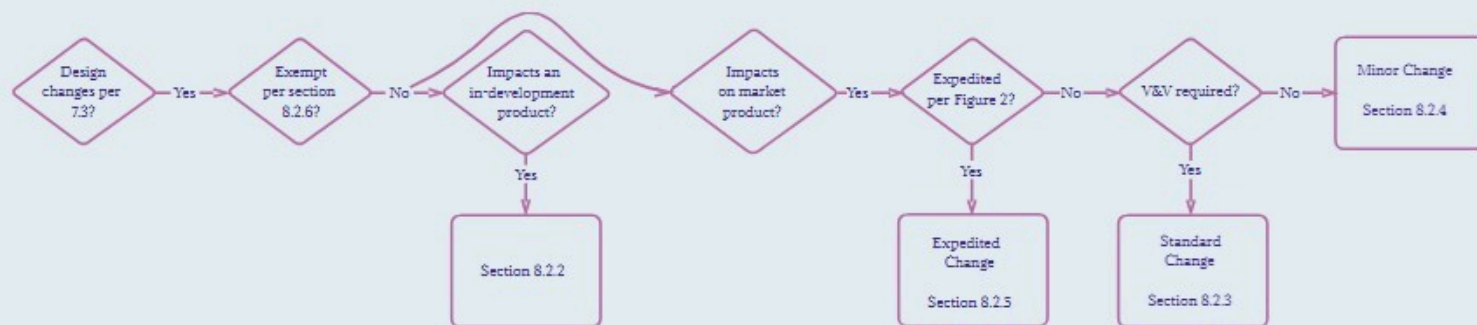 Design
changes per
7.3?
Yes
Exempt
per section
8.2.6?
No
Impacts an
in-development
product?
Yes
Section 8.2.2
Impacts
on market
product?
Yes
Expedited
per Figure 2?
Yes
Expedited
Change
Section 8.2.5
No
V&V required?
Yes
Standard
Change
Section 8.2.3
No
Minor Change
Section 8.2.4